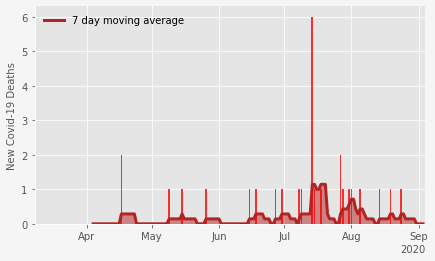 7 day moving average
New Covid-19 Deaths
6
5
4
3
2
1
0
Apr
May
Jun
Jul
Aug
Sep
2020